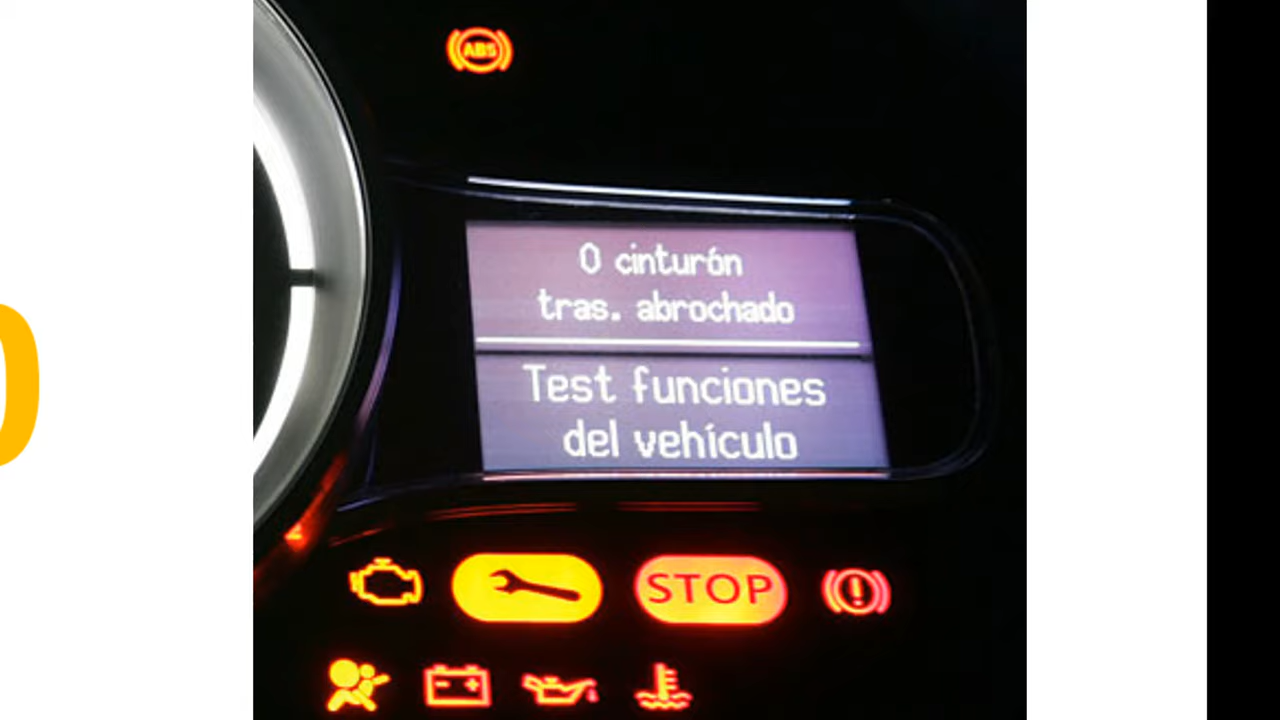 ABS
0 cinturón
tras. abrochado
Test funciones
del vehículo
STOP